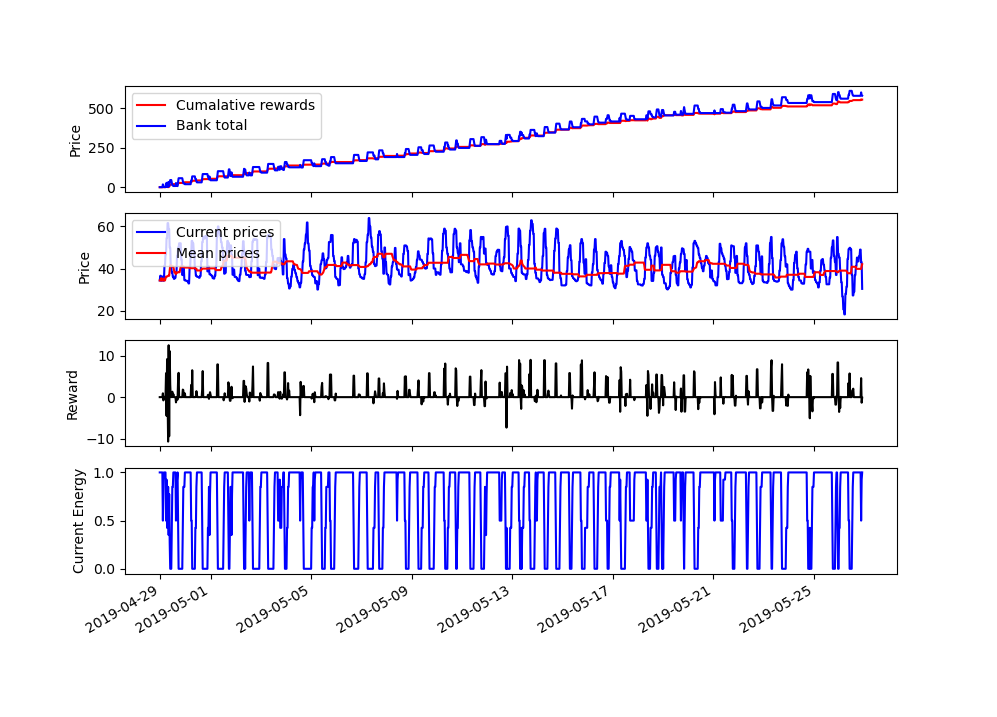 Price
500
250
0
Cumalative rewards
Bank total
Price
60
40
20
Current prices
Mean prices
Reward
10
0
−10
Current Energy
1.0
0.5
0.0
2019-04-29
2019-05-01
2019-05-05
2019-05-09
2019-05-13
2019-05-17
2019-05-21
2019-05-25